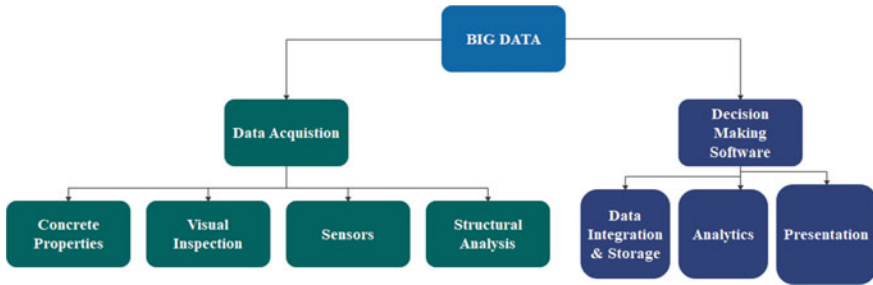 BIG DATA
Data Acquistion
Decision
Making
Software
Concrete
Properties
Visual
Inspection
Sensors
Structural
Analysis
Data
Integration
& Storage
Analytics
Presentation